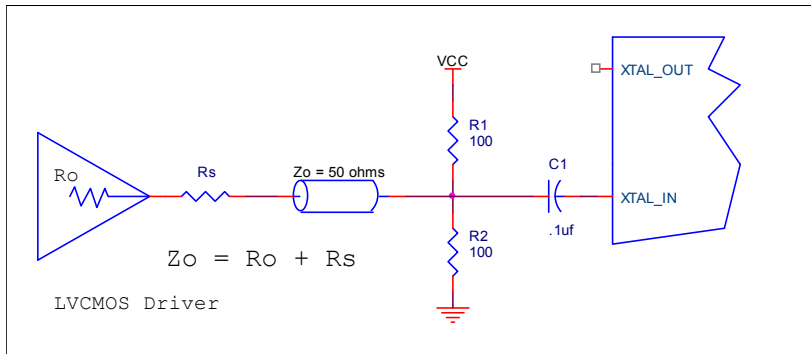 VCC
XTAL_OUT
R1
100
Ro
Rs
Zo = 50 ohms
C1
XTAL_IN
.1uf
R2
100
Zo = Ro + Rs
LVCMOS Driver